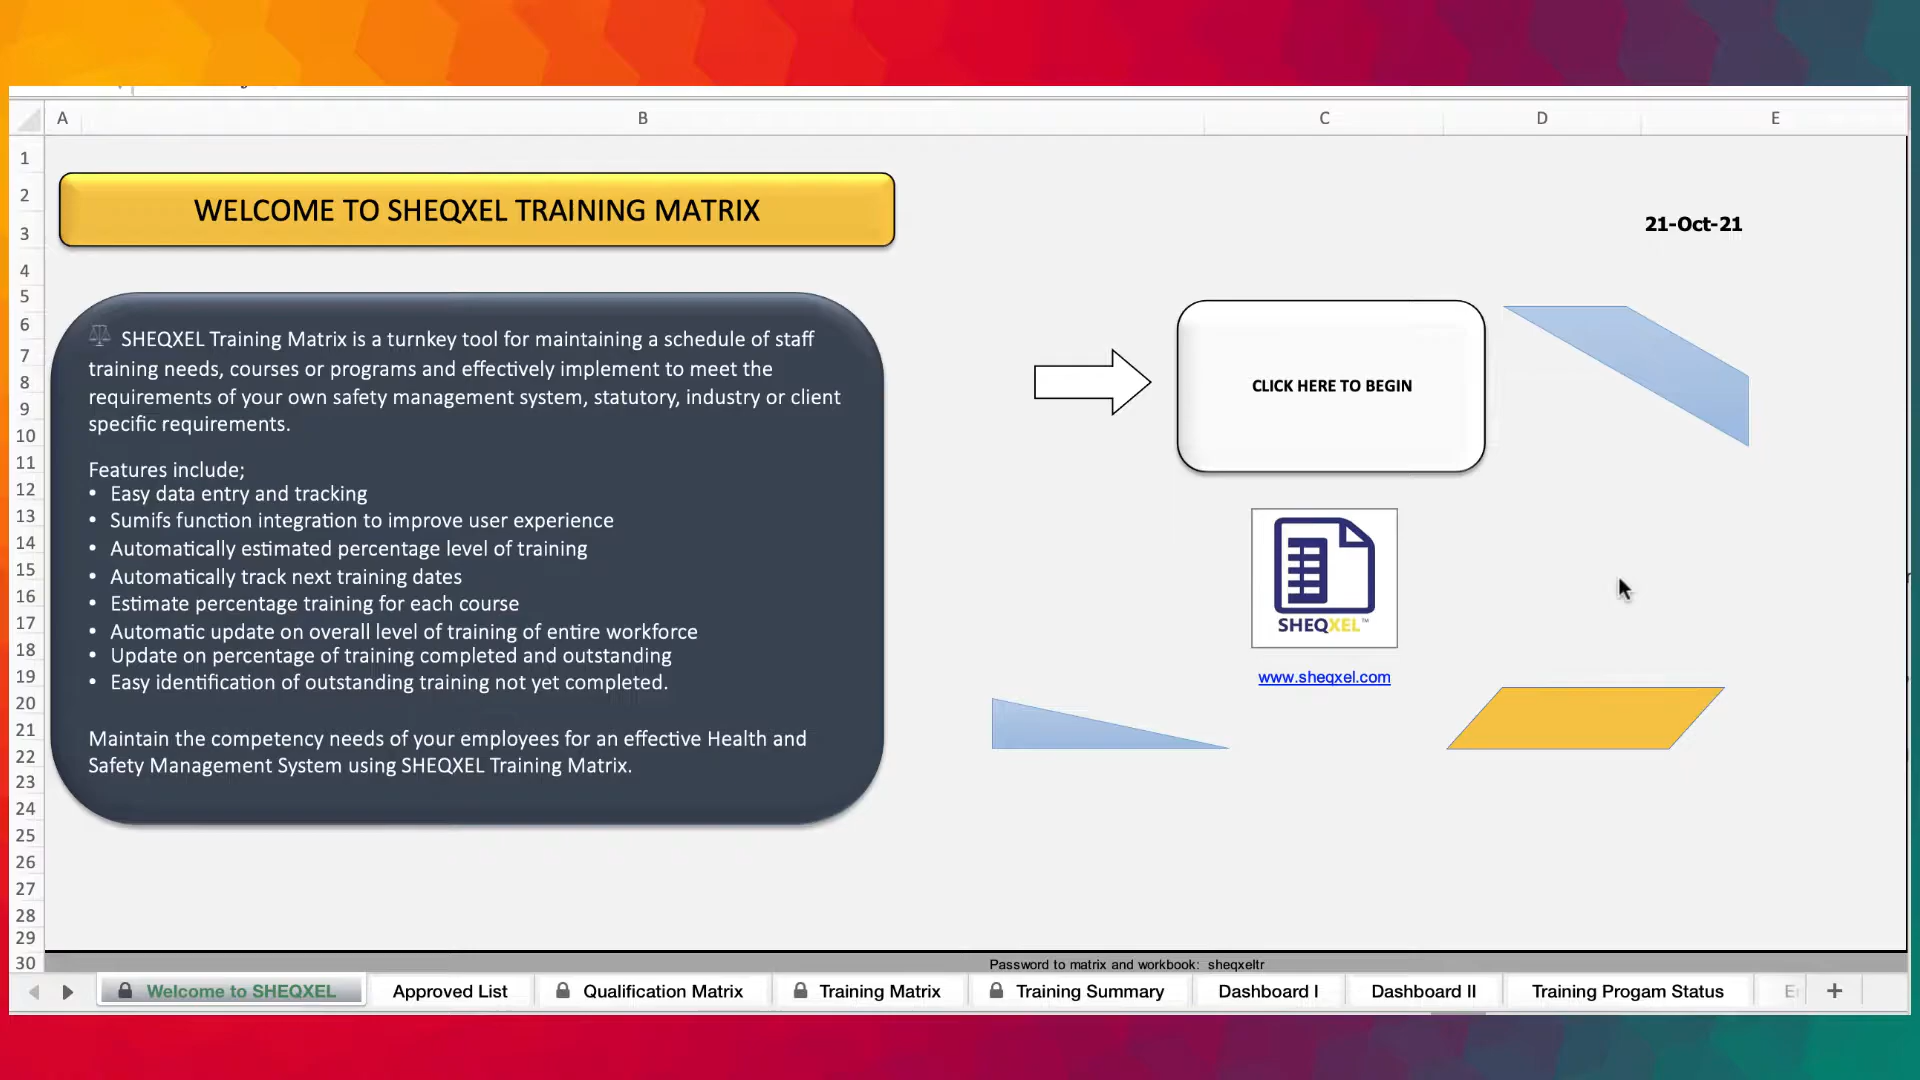 A B C D E
1
2
3
4
5
6
7
8
9
10
11
12
13
14
15
16
17
18
19
20
21
22
23
24
25
26
27
28
29
30
WELCOME TO SHEQXEL TRAINING MATRIX
21-Oct-21
SHEQXEL Training Matrix is a turnkey tool for maintaining a schedule of staff
training needs, courses or programs and effectively implement to meet the
requirements of your own safety management system, statutory, industry or client
specific requirements.
Features include;
• Easy data entry and tracking
• Sumifs function integration to improve user experience
• Automatically estimated percentage level of training
• Automatically track next training dates
• Estimate percentage training for each course
• Automatic update on overall level of training of entire workforce
• Update on percentage of training completed and outstanding
• Easy identification of outstanding training not yet completed.
Maintain the competency needs of your employees for an effective Health and
Safety Management System using SHEQXEL Training Matrix.
CLICK HERE TO BEGIN
SHEQXEL™
www.sheqxel.com
Password to matrix and workbook: sheqxeltr
Welcome to SHEQXEL Approved List Qualification Matrix Training Matrix Training Summary Dashboard I Dashboard II Training Progam Status